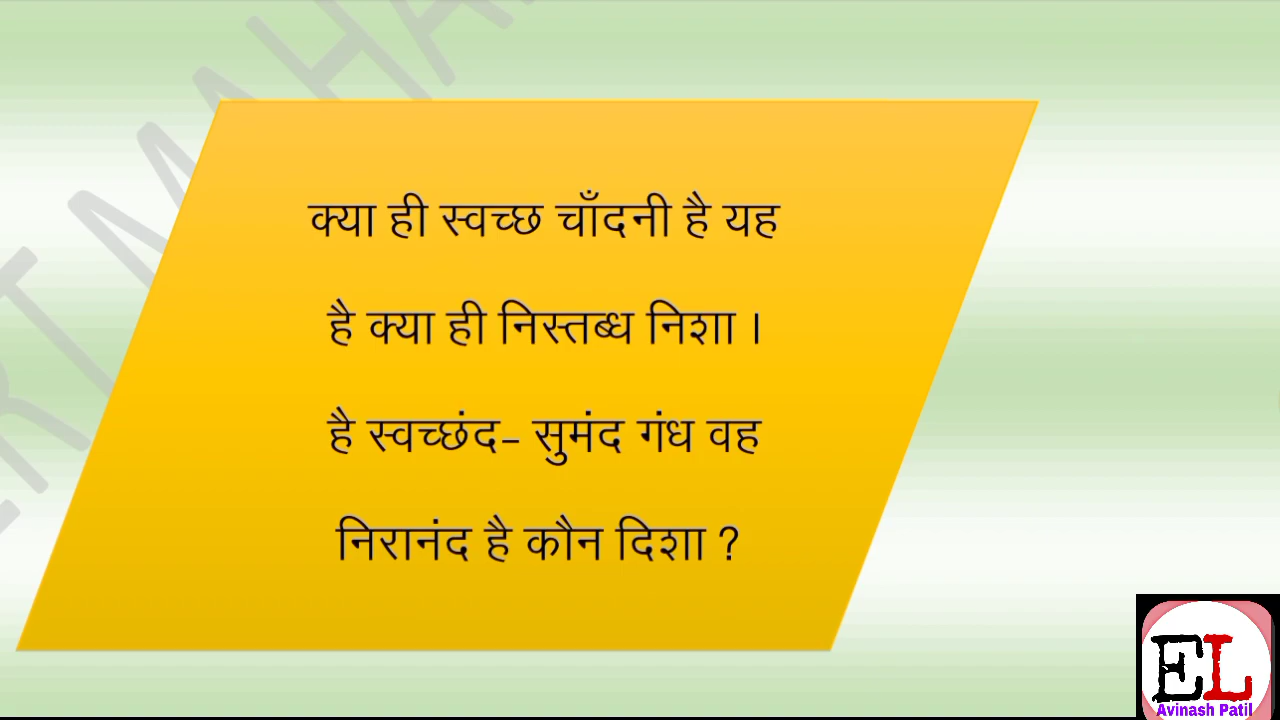 क्या ही स्वच्छ चाँदनी है यह
है क्या ही निस्तब्ध निशा ।
है स्वच्छंद- सुमंद गंध वह
निरानंद है कौन दिशा ?
EL
Avinash Patil